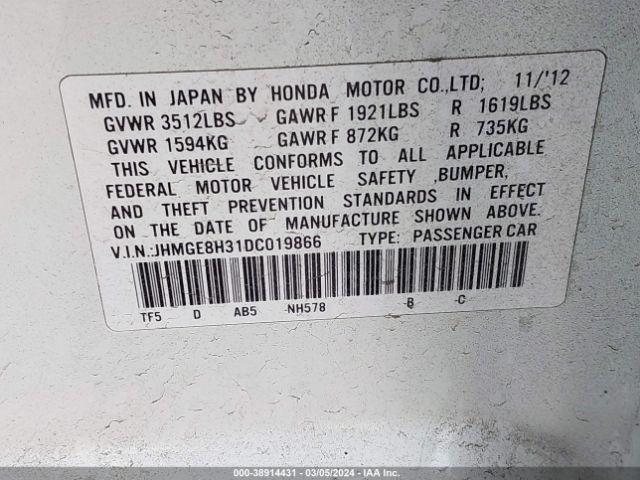 MFD. IN JAPAN BY HONDA MOTOR CO.,LTD; 11/'12
GVWR 3512LBS GAWR F 1921LBS R 1619LBS
GVWR 1594KG GAWR F 872KG R 735KG
THIS VEHICLE CONFORMS TO ALL APPLICABLE
FEDERAL MOTOR VEHICLE SAFETY ,BUMPER,
AND THEFT PREVENTION STANDARDS IN EFFECT
ON THE DATE OF MANUFACTURE SHOWN ABOVE.
V.I.N.:JHMGE8H31DC019866 TYPE: PASSENGER CAR
TF5 D AB5 -NH578 -B -C
000-38914431 - 03/05/2024 - IAA Inc.